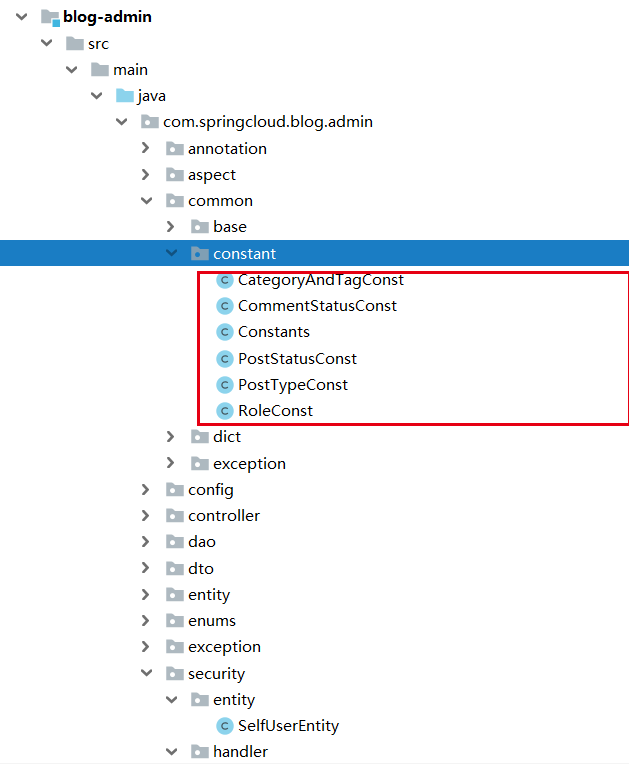 blog-admin
src
main
java
com.springcloud.blog.admin
annotation
aspect
common
base
constant
CategoryAndTagConst
CommentStatusConst
Constants
PostStatusConst
PostTypeConst
RoleConst
dict
exception
config
controller
dao
dto
entity
enums
exception
security
entity
SelfUserEntity
handler